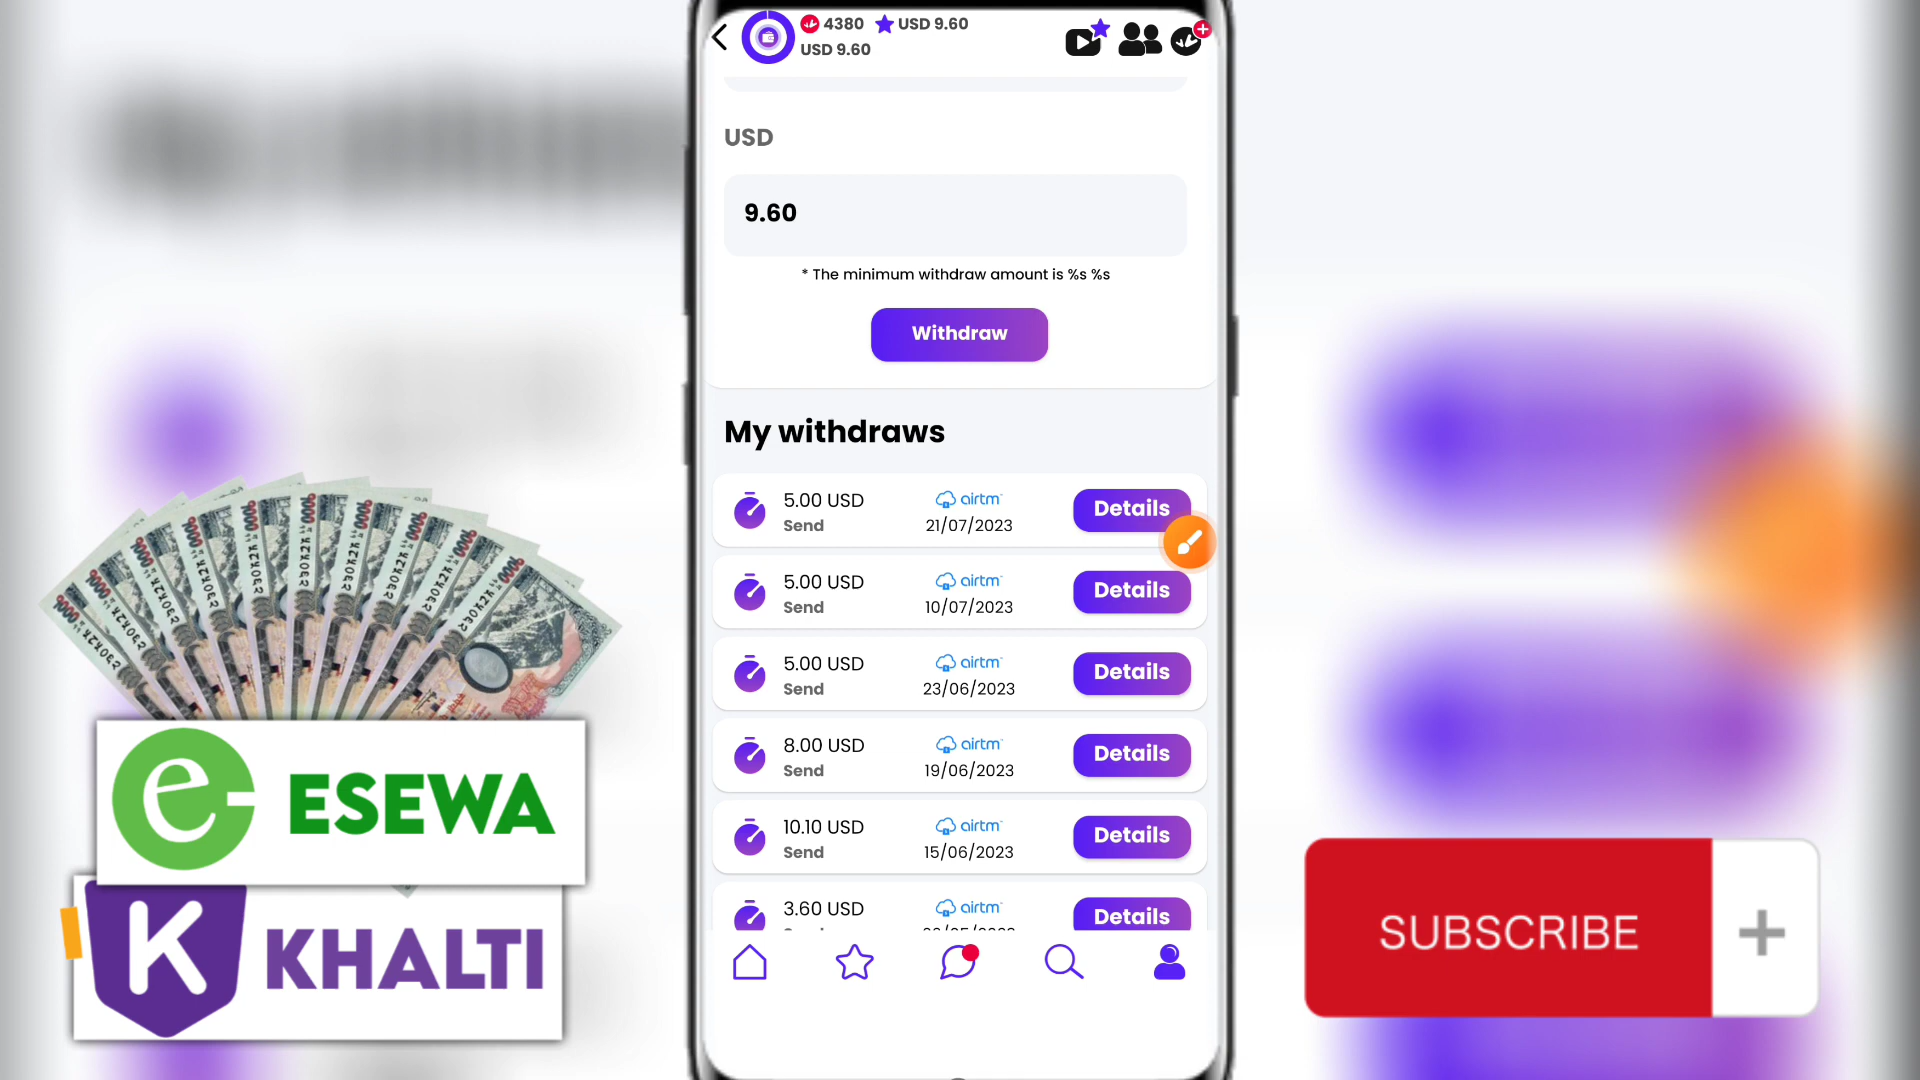 4380 USD 9.60
USD 9.60
USD
9.60
* The minimum withdraw amount is %s %s
Withdraw
My withdraws
5.00 USD airtm Details
Send 21/07/2023
5.00 USD airtm Details
Send 10/07/2023
5.00 USD airtm Details
Send 23/06/2023
8.00 USD airtm Details
Send 19/06/2023
10.10 USD airtm Details
Send 15/06/2023
3.60 USD airtm Details
e ESEWA
K KHALTI
SUBSCRIBE +